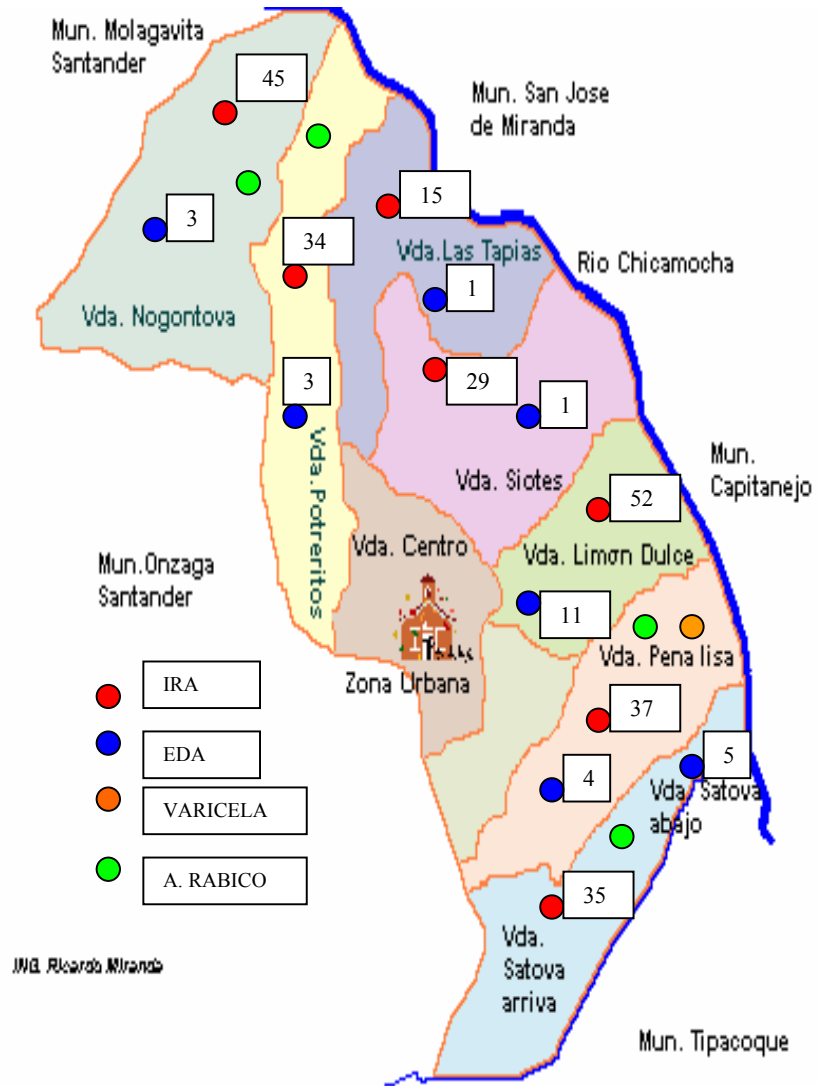 Mun. Molagavita
Santander
45
Mun. San Jose
de Miranda
15
3
34
Vda.Las Tapias
Rio Chicamocha
1
Vda. Nogontova
29
3
1
Vda.Potreritos
Mun.
Capitanejo
Vda. Siotes
52
Vda. Centro
Vda. Limon Dulce
Mun.Onzaga
Santander
11
Vda. Pena lisa
Zona Urbana
IRA
37
EDA
5
4
Vda. Satova
abajo
VARICELA
A. RABICO
35
Vda.
Satova
arriva
ING. Ricardo Miranda
Mun. Tipacoque